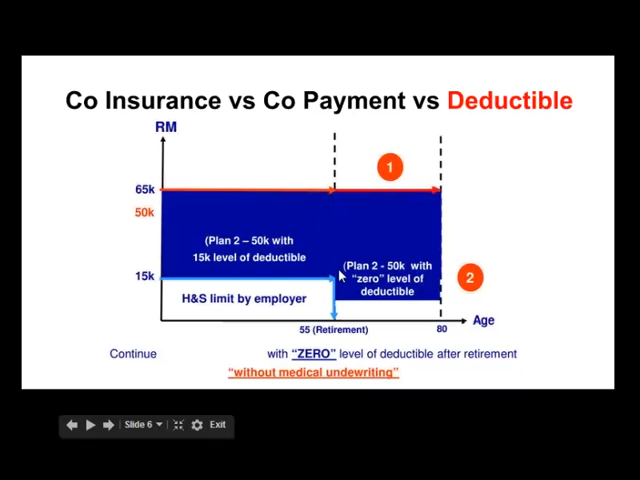 Co Insurance vs Co Payment vs Deductible
RM
1
65k
50k
(Plan 2 – 50k with
15k level of deductible
(Plan 2 - 50k with
“zero” level of
deductible
2
15k
H&S limit by employer
Age
55 (Retirement)
80
Continue with “ZERO” level of deductible after retirement
“without medical undewriting”
Slide 6
Exit